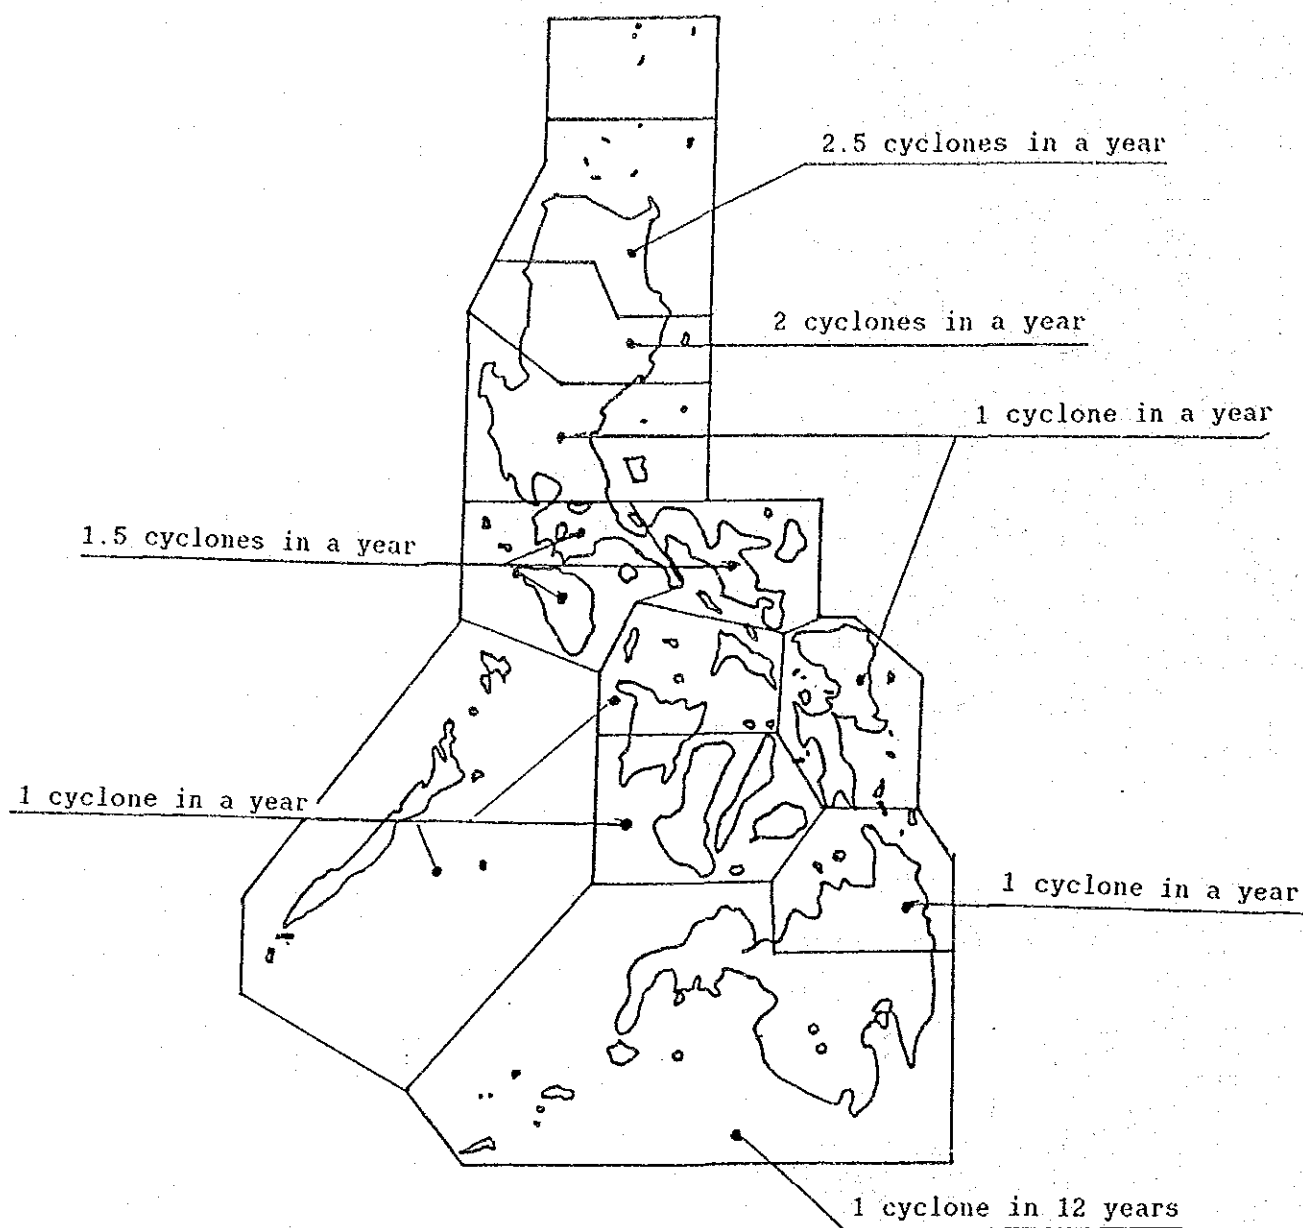 2.5 cyclones in a year
2 cyclones in a year
1 cyclone in a year
1.5 cyclones in a year
1 cyclone in a year
1 cyclone in a year
1 cyclone in 12 years